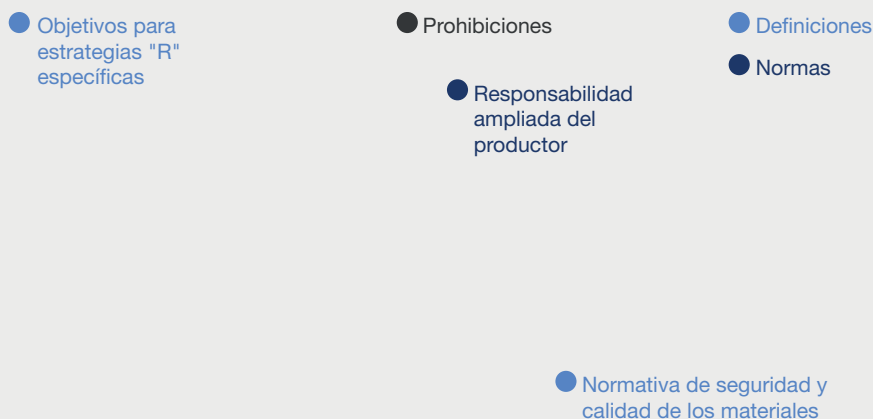 Objetivos para
estrategias "R"
específicas
Prohibiciones
Definiciones
Normas
Responsabilidad
ampliada del
productor
Normativa de seguridad y
calidad de los materiales